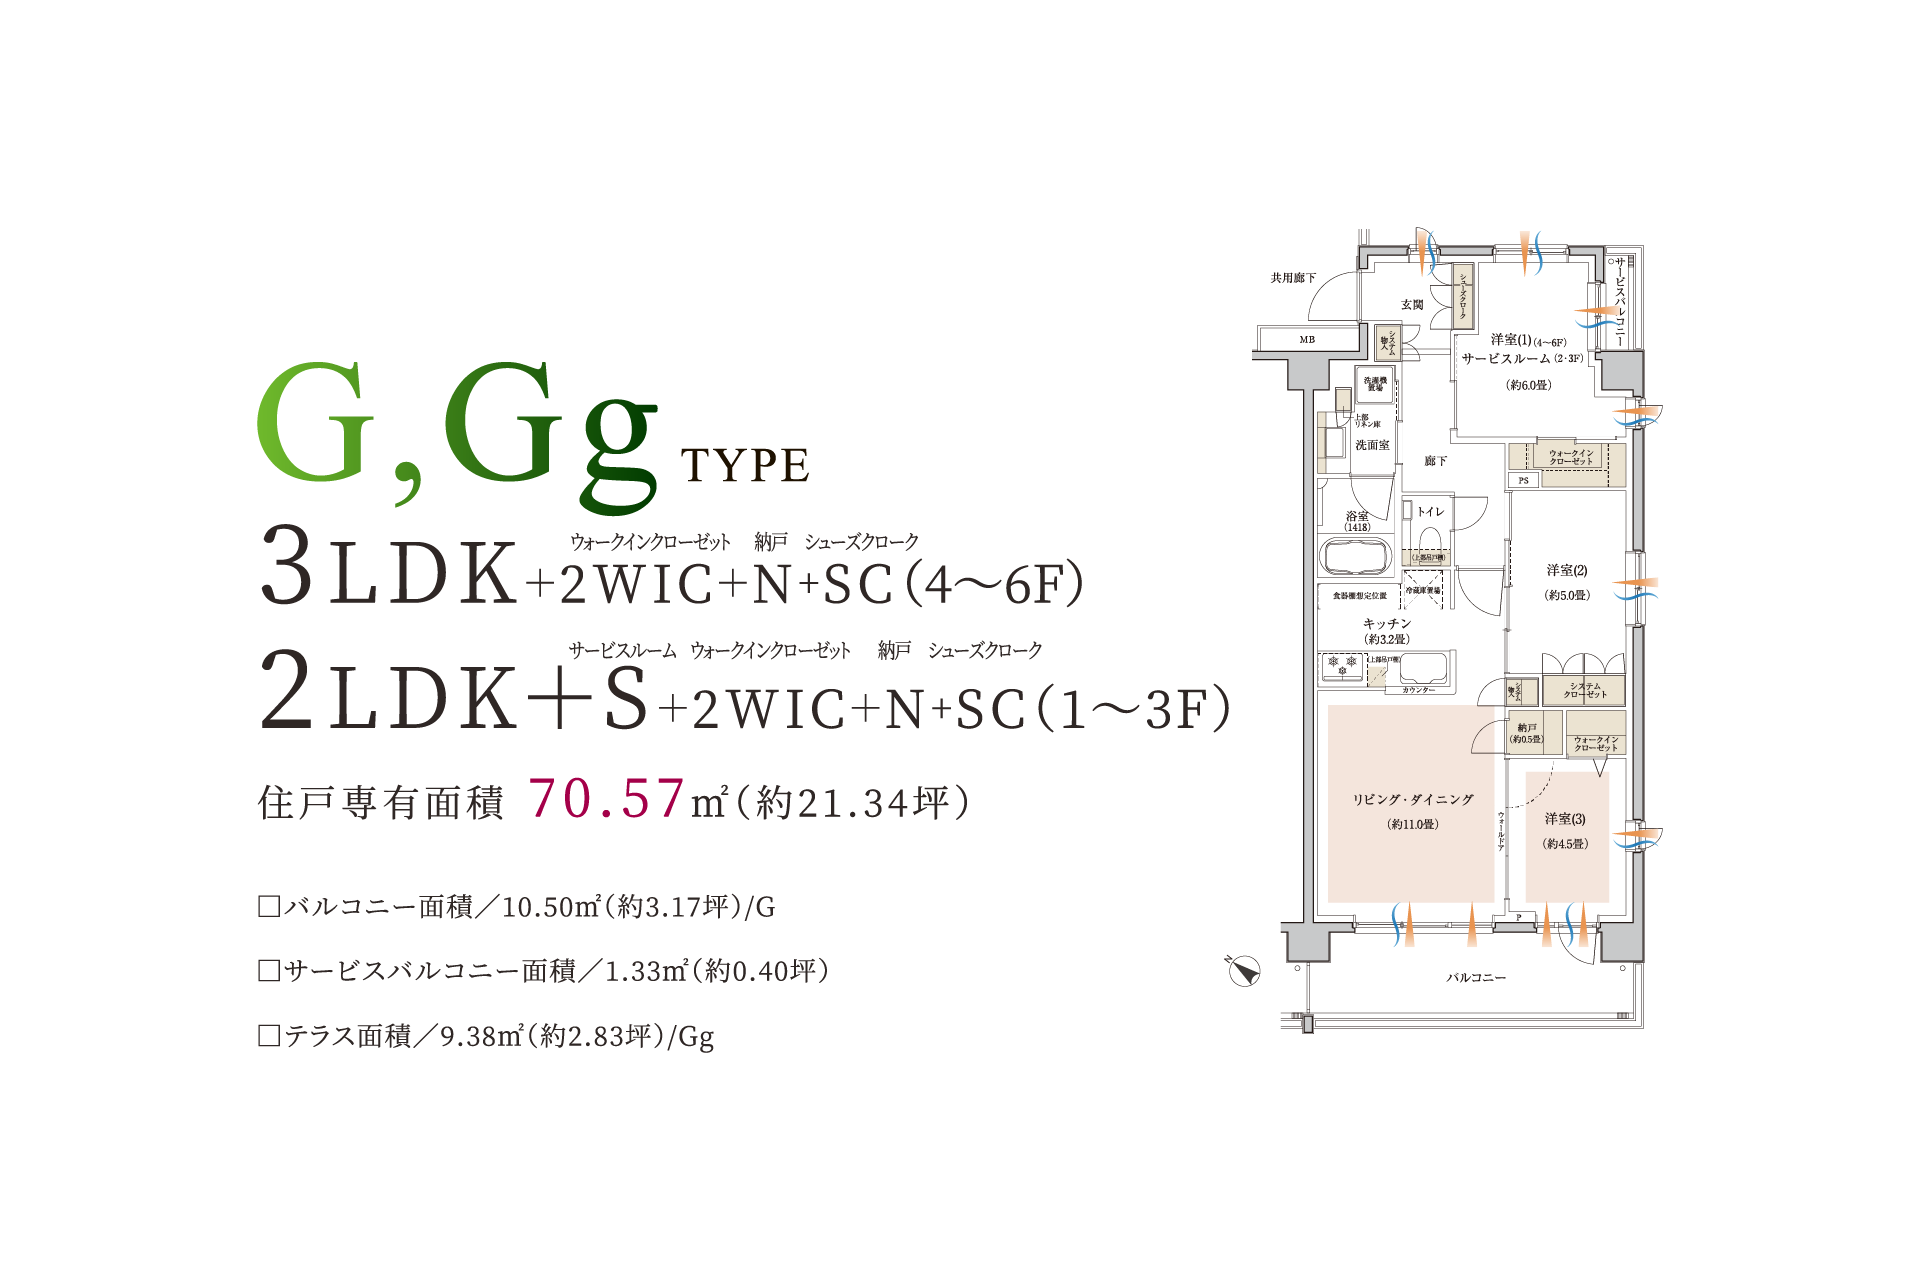 G,Gg TYPE
ウォークインクローゼット 納戸 シューズクローク
3LDK+2WIC+N+SC(4〜6F)
サービスルーム ウォークインクローゼット 納戸 シューズクローク
2LDK+S+2WIC+N+SC(1〜3F)
住戸専有面積 70.57㎡(約21.34坪)
□バルコニー面積／10.50㎡(約3.17坪)/G
□サービスバルコニー面積／1.33㎡(約0.40坪)
□テラス面積／9.38㎡(約2.83坪)/Gg
共用廊下
MB
玄関
シューズクローク
システム
物入
サービスバルコニー
洋室(1)(4〜6F)
サービスルーム(2・3F)
(約6.0畳)
洗濯機
置場
上部
リネン庫
洗面室
廊下
ウォークイン
クローゼット
PS
浴室
(1418)
トイレ
(上部吊戸棚)
洋室(2)
(約5.0畳)
食器棚想定位置
冷蔵庫置場
キッチン
(約3.2畳)
(上部吊戸棚)
カウンター
システム
物入
システム
クローゼット
納戸
(約0.5畳)
ウォークイン
クローゼット
リビング・ダイニング
(約11.0畳)
ウォールドア
洋室(3)
(約4.5畳)
P
N
バルコニー